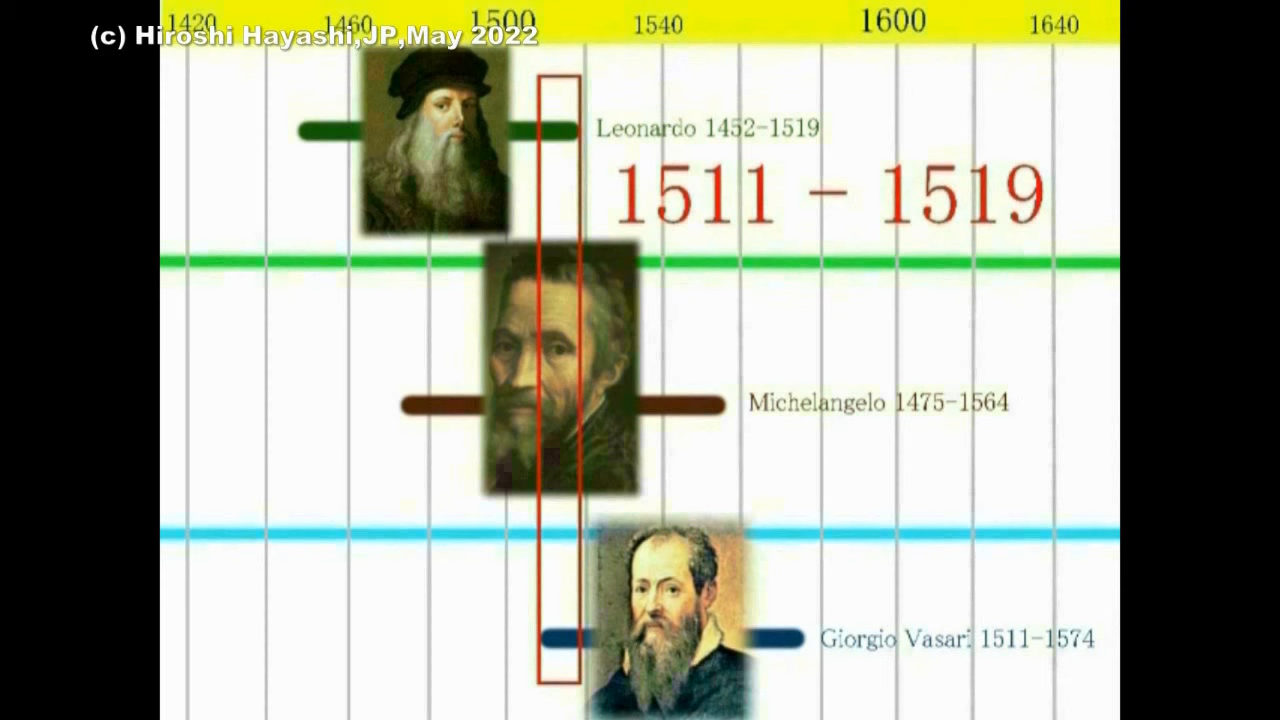 1420 1460 1500 1540 1600 1640
(c) Hiroshi Hayashi,JP,May 2022
Leonardo 1452-1519
1511 - 1519
Michelangelo 1475-1564
Giorgio Vasari 1511-1574